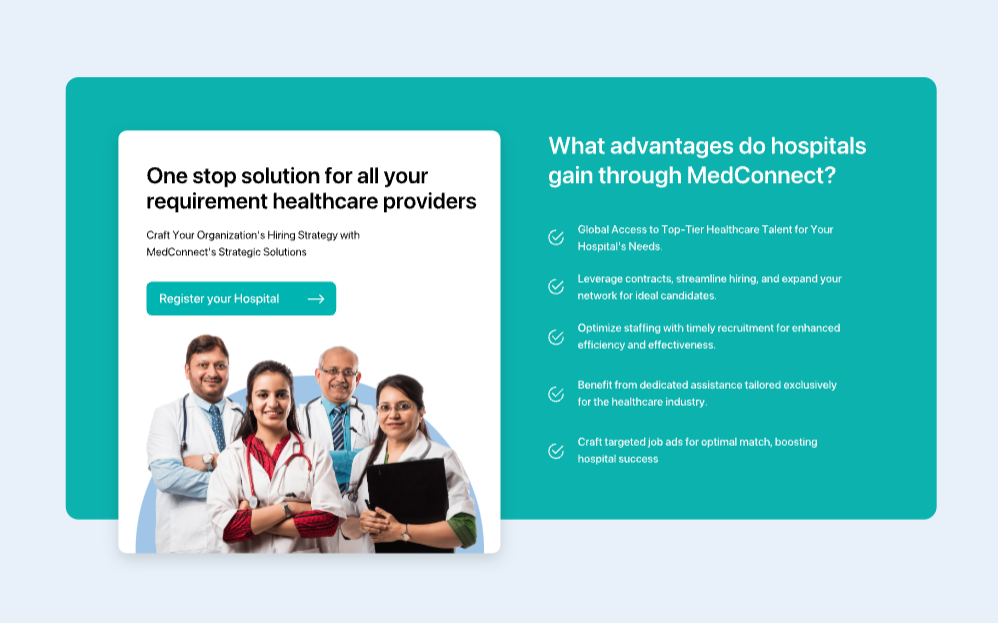 One stop solution for all your
requirement healthcare providers
Craft Your Organization's Hiring Strategy with
MedConnect's Strategic Solutions
Register your Hospital
What advantages do hospitals
gain through MedConnect?
Global Access to Top-Tier Healthcare Talent for Your
Hospital's Needs.
Leverage contracts, streamline hiring, and expand your
network for ideal candidates.
Optimize staffing with timely recruitment for enhanced
efficiency and effectiveness.
Benefit from dedicated assistance tailored exclusively
for the healthcare industry.
Craft targeted job ads for optimal match, boosting
hospital success